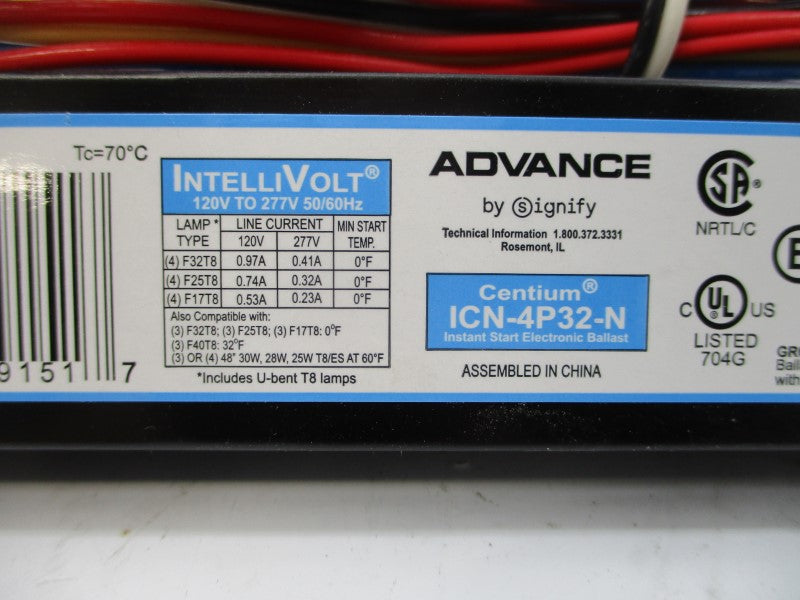 Tc=70°C
INTELLIVOLT®
120V TO 277V 50/60Hz
LAMP * LINE CURRENT MIN START
TYPE 120V 277V TEMP.
(4) F32T8 0.97A 0.41A 0°F
(4) F25T8 0.74A 0.32A 0°F
(4) F17T8 0.53A 0.23A 0°F
Also Compatible with:
(3) F32T8; (3) F25T8; (3) F17T8: 0°F
(3) F40T8: 32°F
(3) OR (4) 48" 30W, 28W, 25W T8/ES AT 60°F
*Includes U-bent T8 lamps
9151 7
ADVANCE
by Signify
Technical Information 1.800.372.3331
Rosemont, IL
Centium®
ICN-4P32-N
Instant Start Electronic Ballast
ASSEMBLED IN CHINA
CSA®
NRTL/C
C UL® US
LISTED
704G
E
GRO
Balla
with